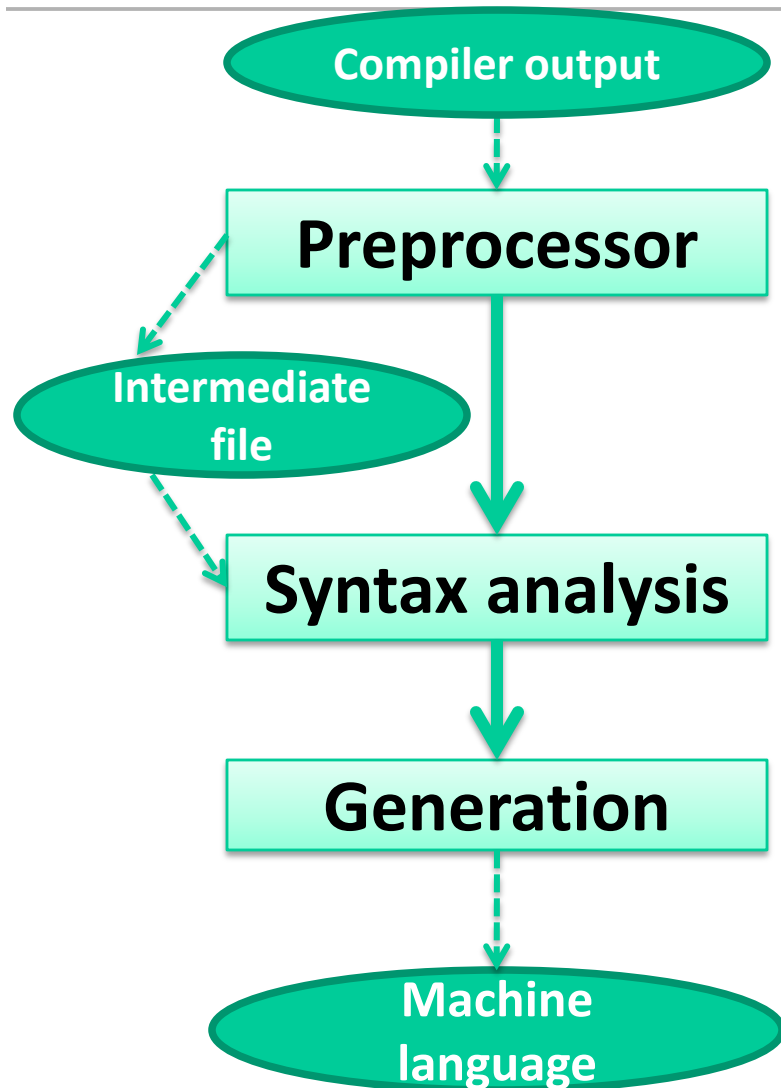 Compiler output
Preprocessor
Intermediate
file
Syntax analysis
Generation
Machine
language